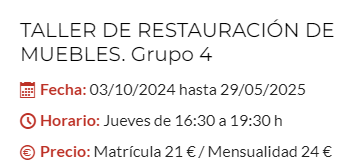 TALLER DE RESTAURACIÓN DE
MUEBLES. Grupo 4
Fecha: 03/10/2024 hasta 29/05/2025
Horario: Jueves de 16:30 a 19:30 h
Precio: Matrícula 21 € / Mensualidad 24 €